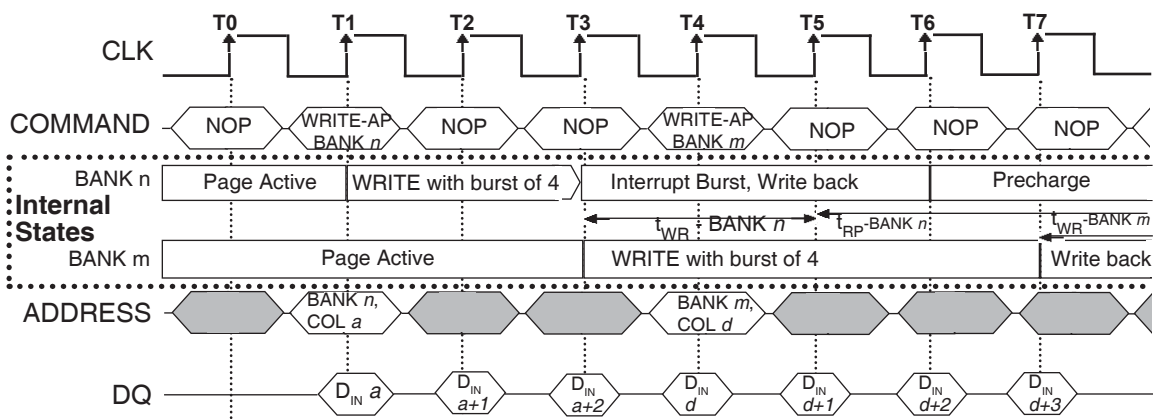 T0 T1 T2 T3 T4 T5 T6 T7
CLK
COMMAND
NOP
WRITE-AP
BANK n
NOP
NOP
WRITE-AP
BANK m
NOP
NOP
NOP
BANK n
Page Active
WRITE with burst of 4
Interrupt Burst, Write back
Precharge
Internal
States
tWR - BANK n
tRP-BANK n
tWR-BANK m
BANK m
Page Active
WRITE with burst of 4
Write back
ADDRESS
BANK n,
COL a
BANK m,
COL d
DQ
DIN a
DIN
a+1
DIN
a+2
DIN
d
DIN
d+1
DIN
d+2
DIN
d+3